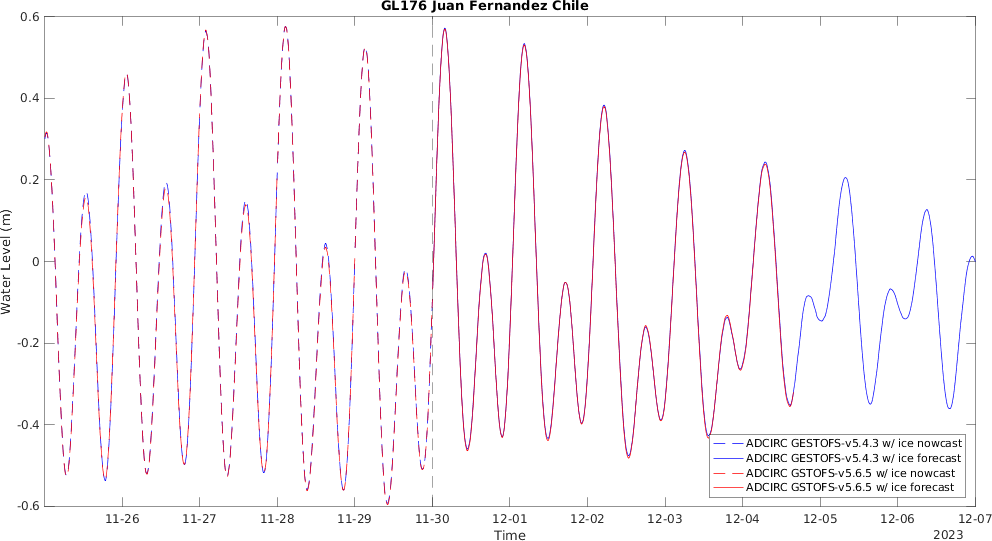 GL176 Juan Fernandez Chile
0.6
0.4
0.2
0
-0.2
-0.4
-0.6
Water Level (m)
11-26
11-27
11-28
11-29
11-30
12-01
12-02
12-03
12-04
12-05
12-06
12-07
Time
2023
ADCIRC GESTOFS-v5.4.3 w/ ice nowcast
ADCIRC GESTOFS-v5.4.3 w/ ice forecast
ADCIRC GSTOFS-v5.6.5 w/ ice nowcast
ADCIRC GSTOFS-v5.6.5 w/ ice forecast